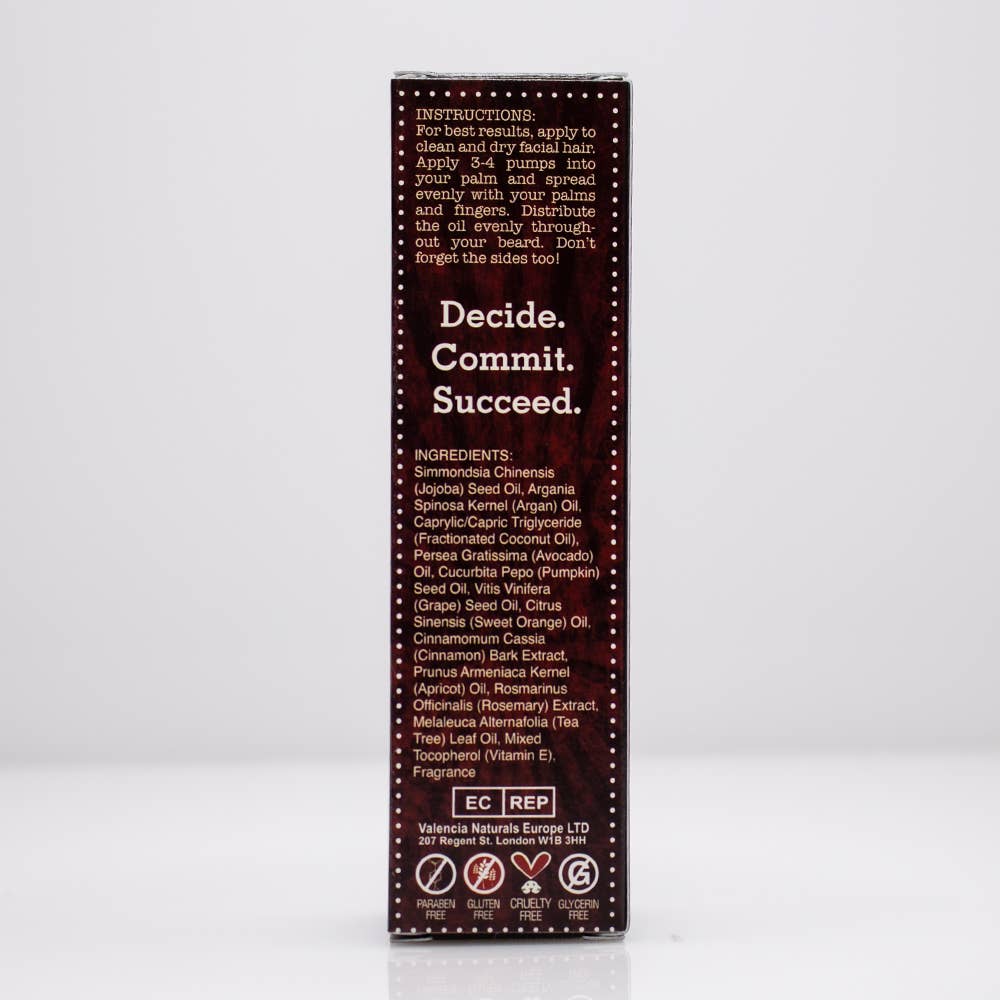 INSTRUCTIONS:
For best results, apply to
clean and dry facial hair.
Apply 3-4 pumps into
your palm and spread
evenly with your palms
and fingers. Distribute
the oil evenly through-
out your beard. Don't
forget the sides too!
Decide.
Commit.
Succeed.
INGREDIENTS:
Simmondsia Chinensis
(Jojoba) Seed Oil, Argania
Spinosa Kernel (Argan) Oil,
Caprylic/Capric Triglyceride
(Fractionated Coconut Oil),
Persea Gratissima (Avocado)
Oil, Cucurbita Pepo (Pumpkin)
Seed Oil, Vitis Vinifera
(Grape) Seed Oil, Citrus
Sinensis (Sweet Orange) Oil,
Cinnamomum Cassia
(Cinnamon) Bark Extract,
Prunus Armeniaca Kernel
(Apricot) Oil, Rosmarinus
Officinalis (Rosemary) Extract,
Melaleuca Alternafolia (Tea
Tree) Leaf Oil, Mixed
Tocopherol (Vitamin E),
Fragrance
EC REP
Valencia Naturals Europe LTD
207 Regent St. London W1B 3HH
PARABEN FREE
GLUTEN FREE
CRUELTY FREE
GLYCERIN FREE